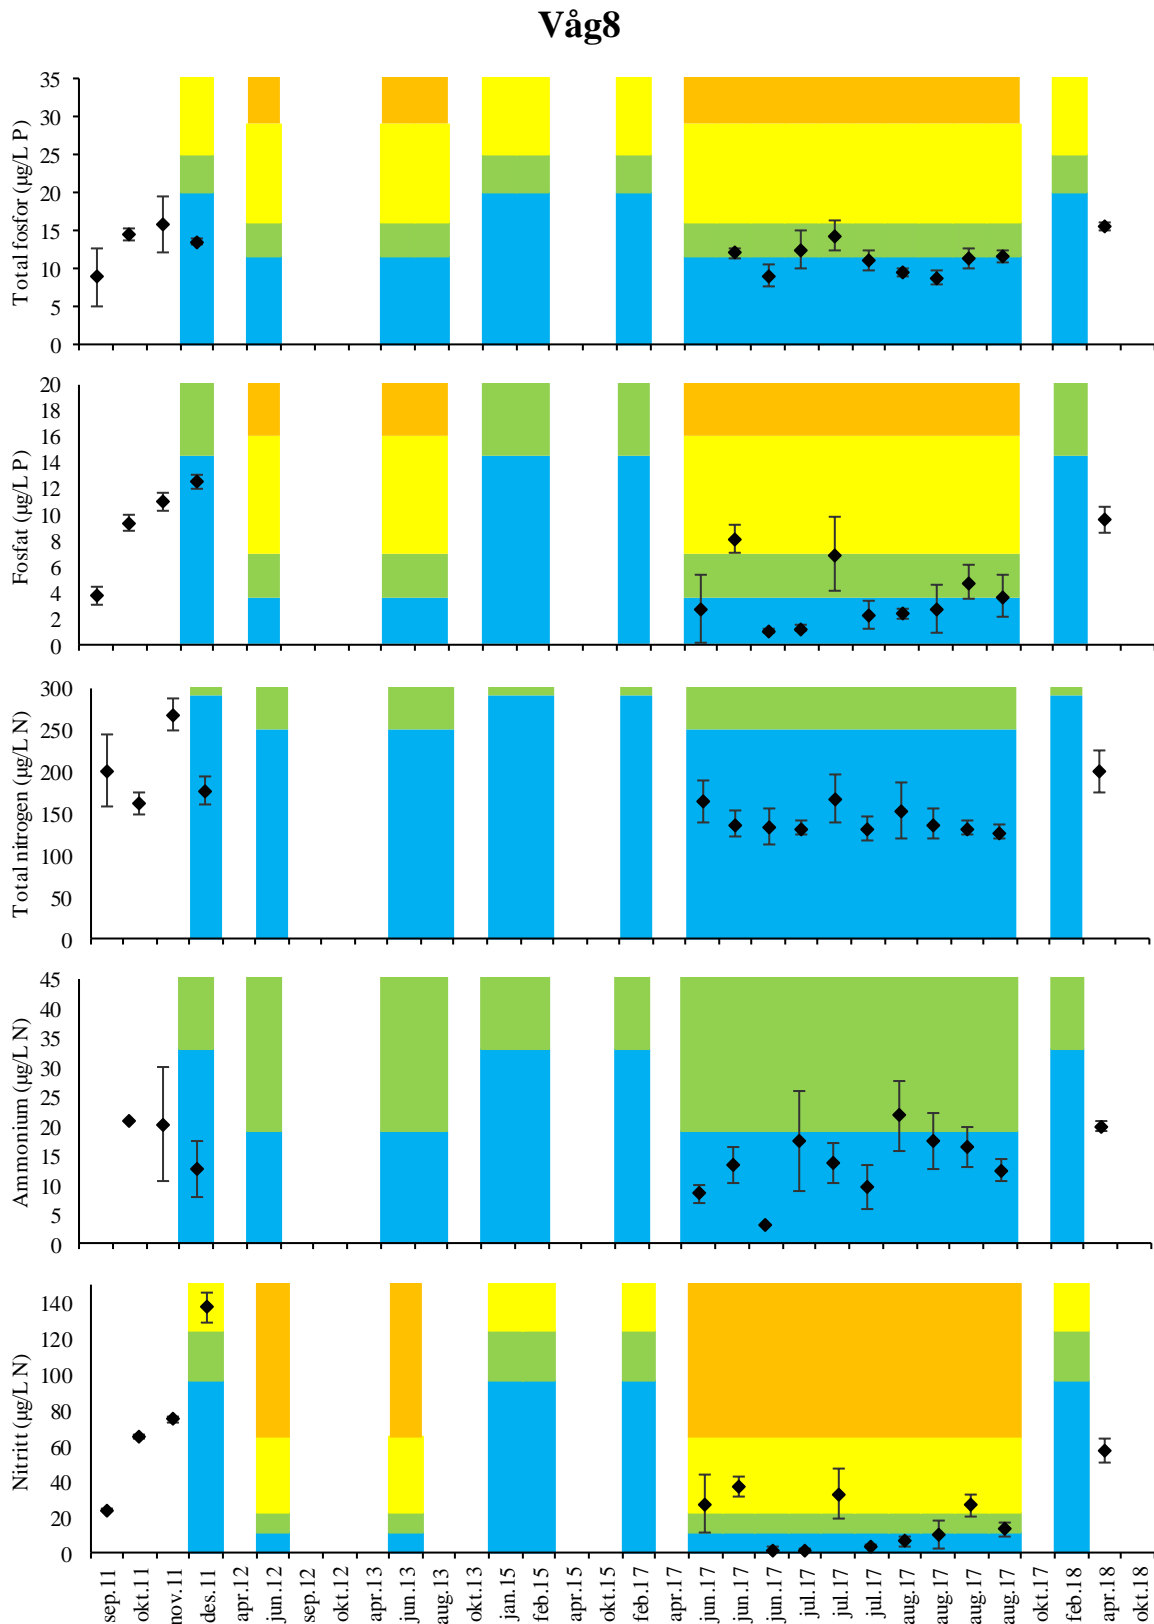 Våg8
Total fosfor (µg/L P)
35
30
25
20
15
10
5
0
Fosfat (µg/L P)
20
18
16
14
12
10
8
6
4
2
0
Total nitrogen (µg/L N)
300
250
200
150
100
50
0
Ammonium (µg/L N)
45
40
35
30
25
20
15
10
5
0
Nitritt (µg/L N)
140
120
100
80
60
40
20
0
sep.11
okt.11
nov.11
des.11
apr.12
jun.12
sep.12
okt.12
apr.13
jun.13
aug.13
okt.13
jan.15
feb.15
apr.15
okt.15
feb.17
apr.17
jun.17
jun.17
jun.17
jul.17
jul.17
jul.17
aug.17
aug.17
aug.17
aug.17
okt.17
feb.18
apr.18
okt.18